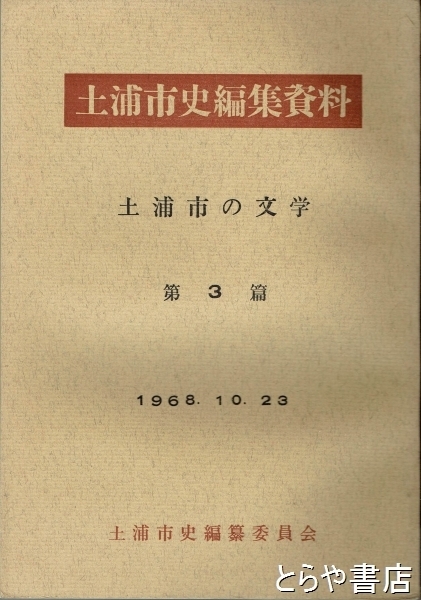 土浦市史編集資料
土浦市の文学
第3篇
1968. 10. 23
土浦市史編纂委員会
とらや書店